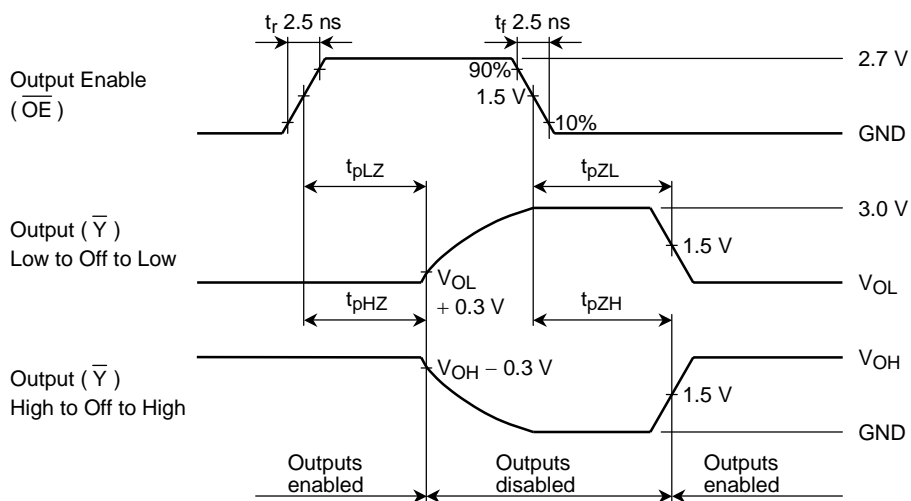 tr 2.5 ns
tf 2.5 ns
Output Enable
(OE)
90%
1.5 V
10%
2.7 V
GND
tpLZ
tpZL
Output (Y)
Low to Off to Low
3.0 V
1.5 V
VOL
VOL
+ 0.3 V
tpHZ
tpZH
Output (Y)
High to Off to High
VOH − 0.3 V
VOH
1.5 V
GND
Outputs
enabled
Outputs
disabled
Outputs
enabled